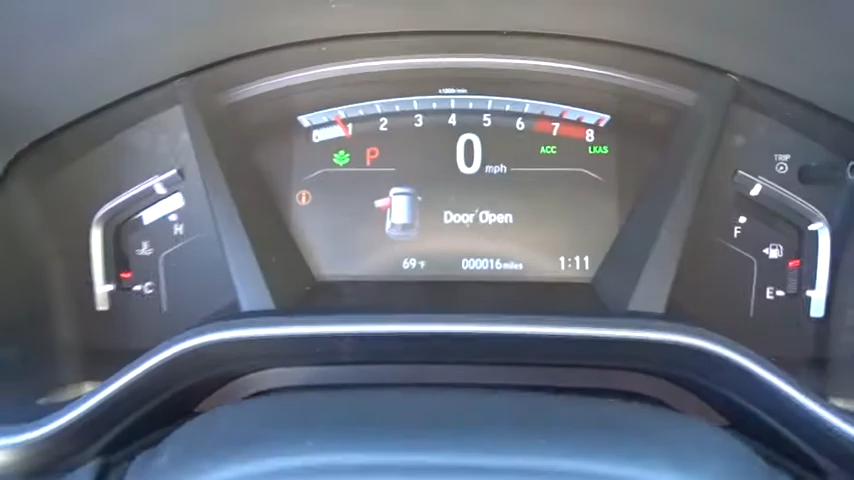 x1000r/min
1 2 3 4 5 6 7 8
P 0 mph ACC LKAS
TRIP
H F
Door Open
C E
69°F 000016 miles 1:11